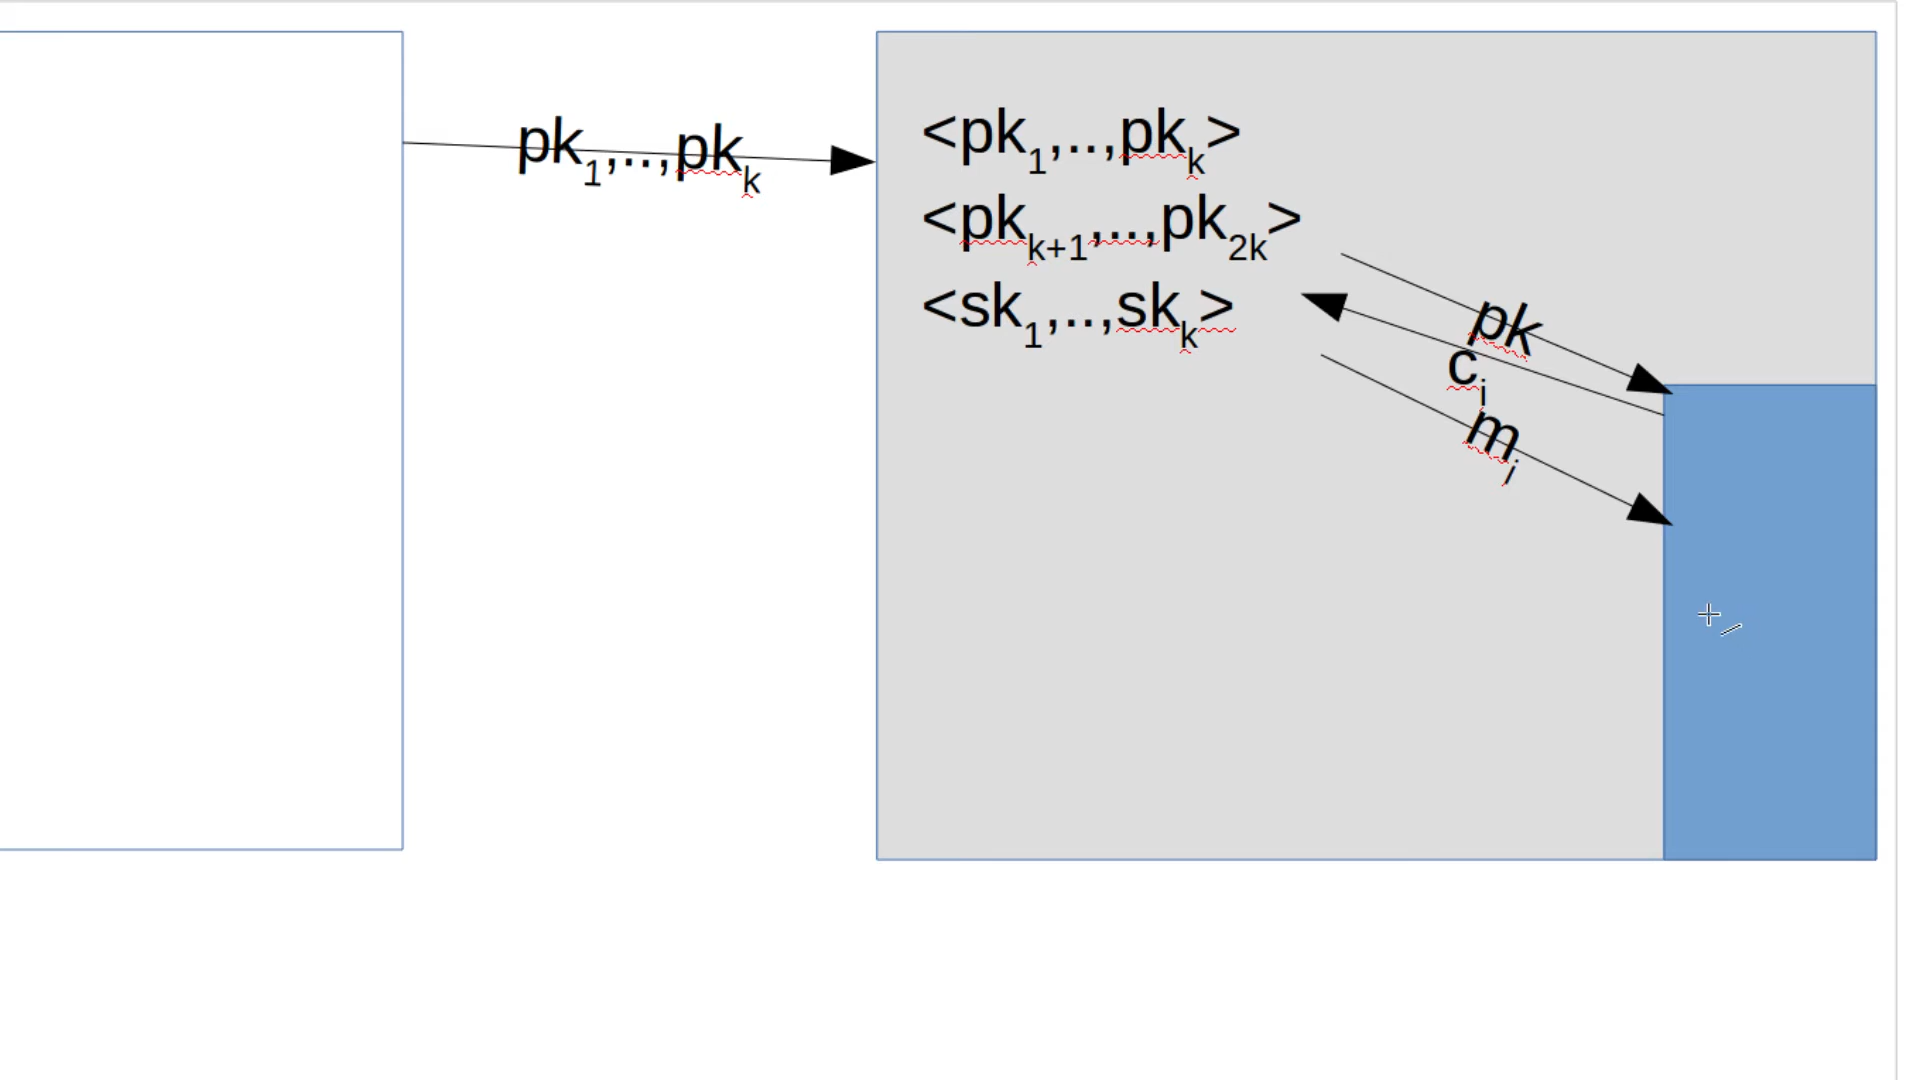 pk₁,..,pkₖ
<pk₁,..,pkₖ>
<pkₖ₊₁,..,pk₂ₖ>
<sk₁,..,skₖ>
pk
cᵢ
mᵢ